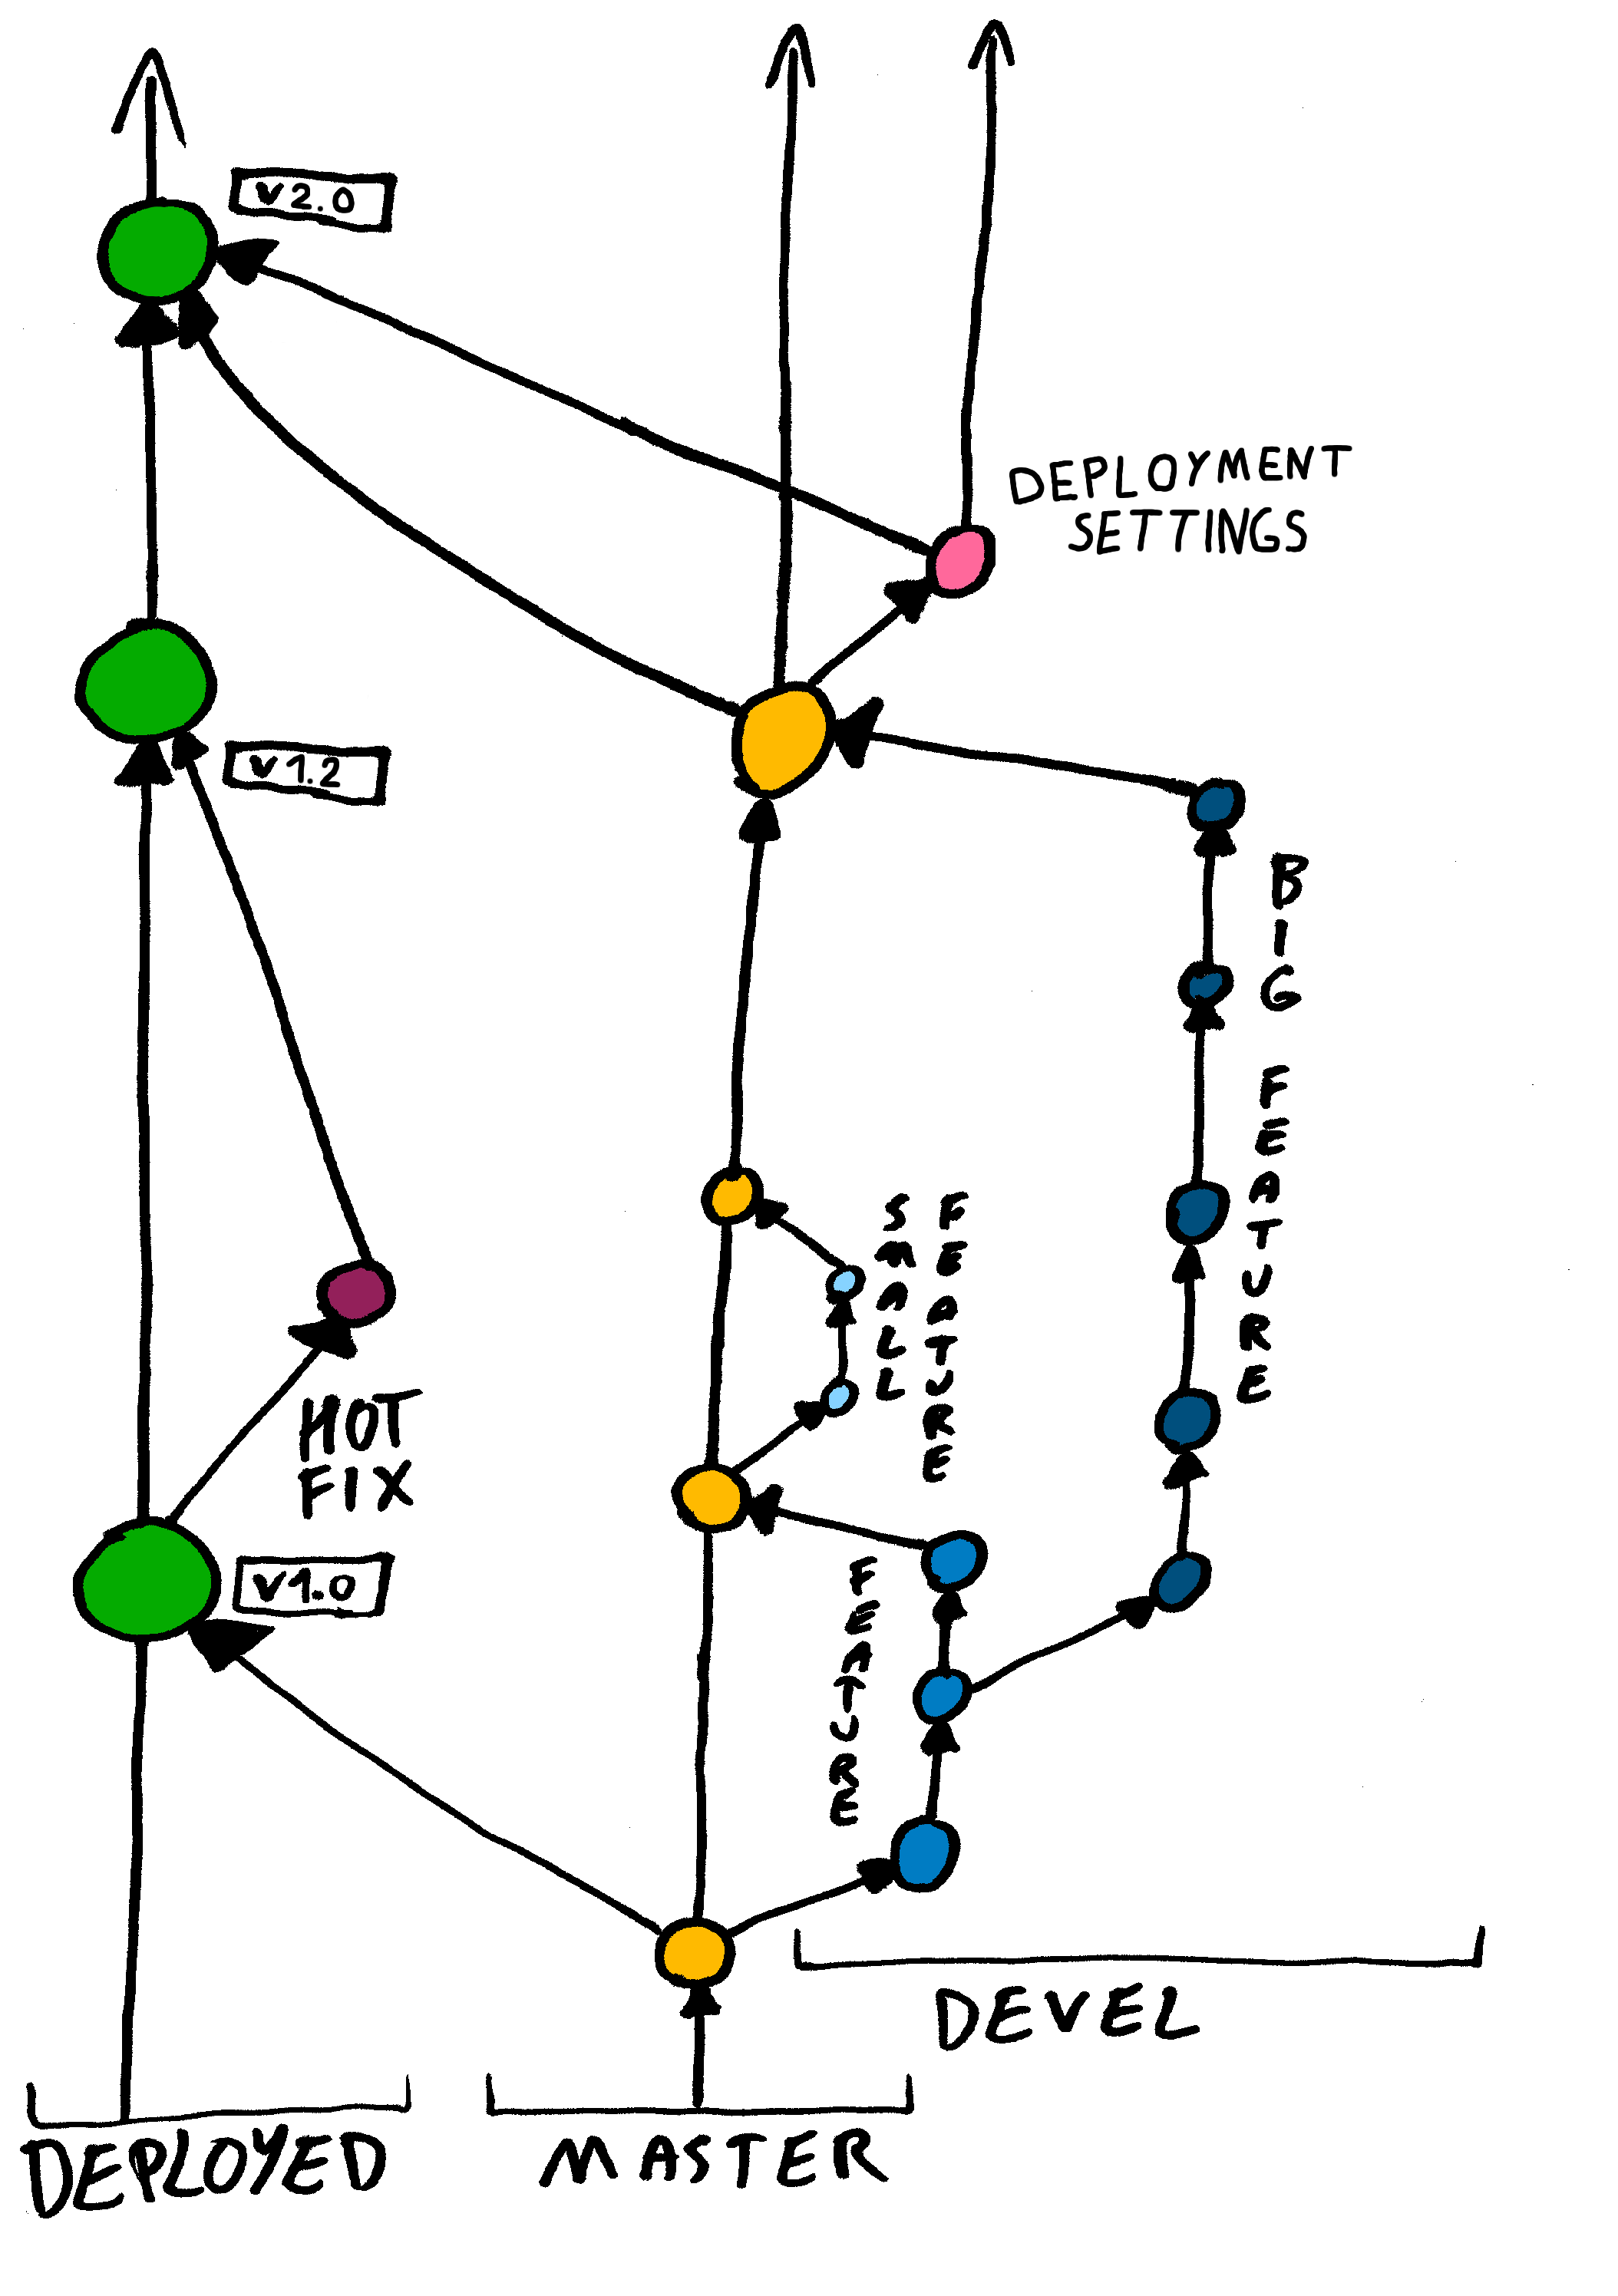 v2.0
DEPLOYMENT
SETTINGS
v1.2
BIG FEATURE
SMALL
FEATURE
HOT
FIX
v1.0
FEATURE
DEVEL
DEPLOYED
MASTER